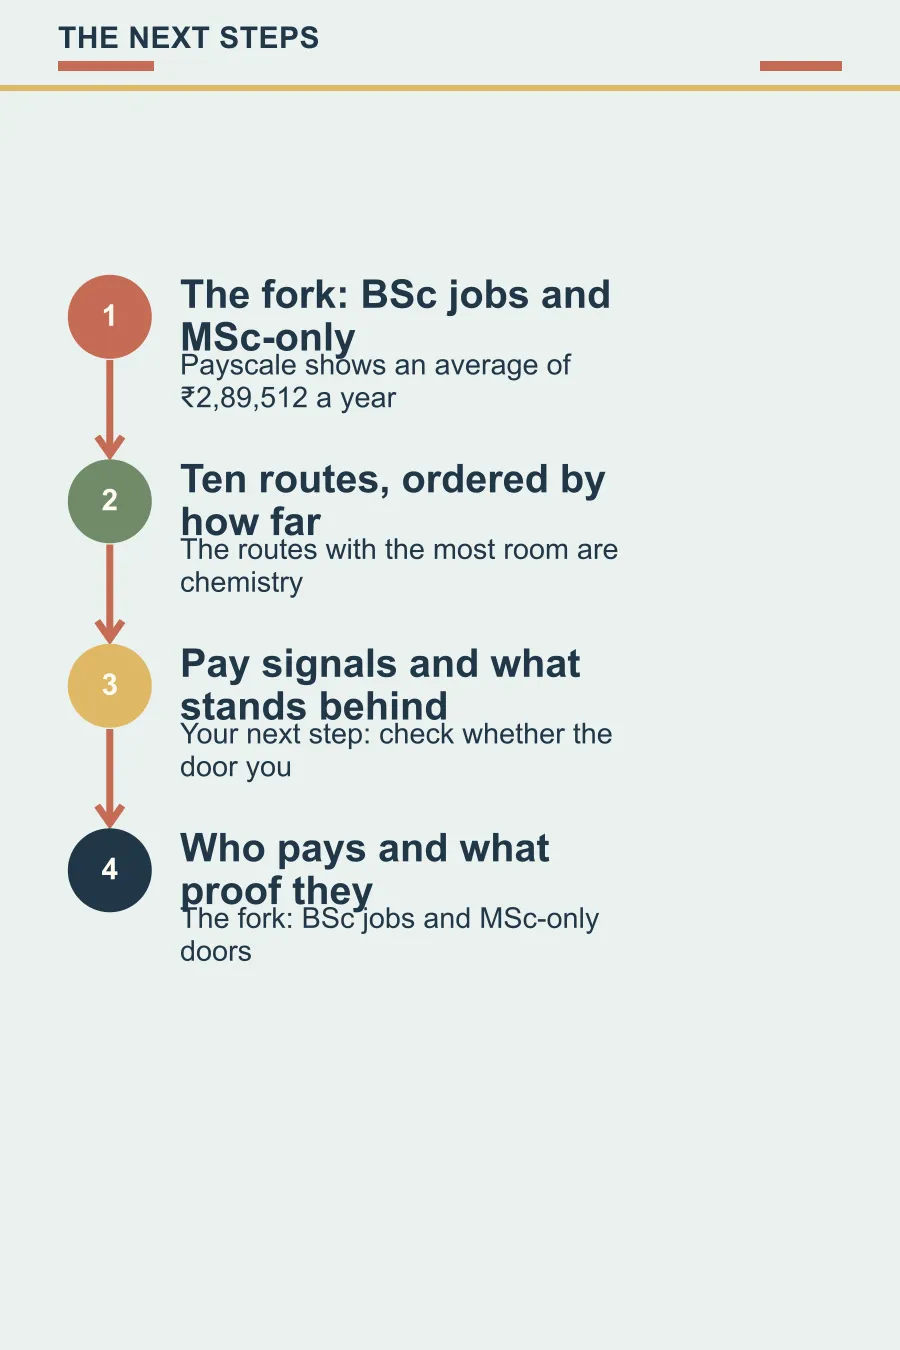 THE NEXT STEPS
1
The fork: BSc jobs and
MSc-only
Payscale shows an average of
₹2,89,512 a year
2
Ten routes, ordered by
how far
The routes with the most room are
chemistry
3
Pay signals and what
stands behind
Your next step: check whether the
door you
4
Who pays and what
proof they
The fork: BSc jobs and MSc-only
doors